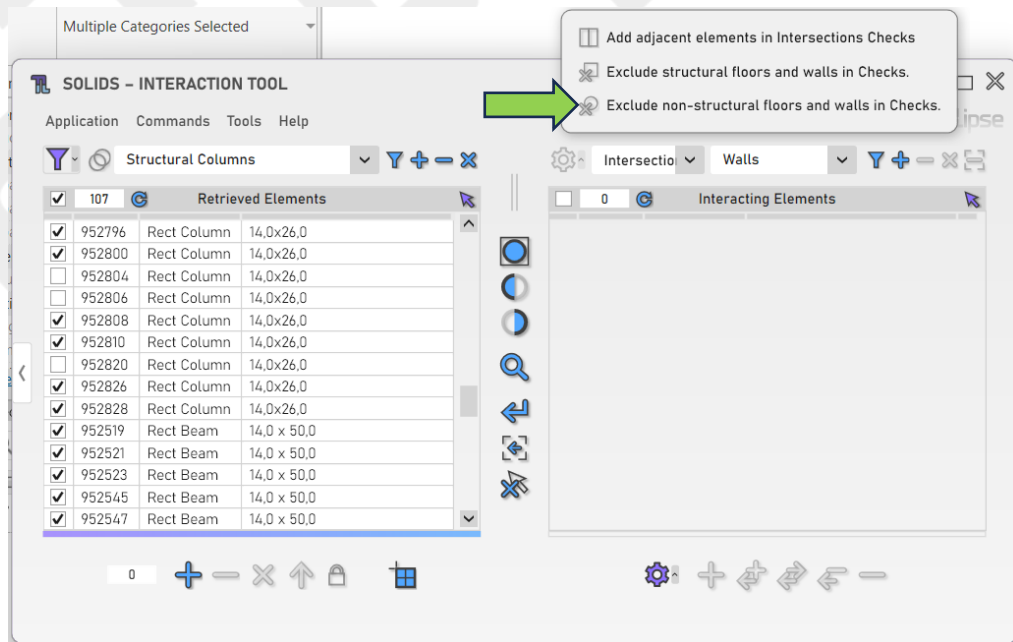 Multiple Categories Selected
Add adjacent elements in Intersections Checks
Exclude structural floors and walls in Checks.
Exclude non-structural floors and walls in Checks.
SOLIDS – INTERACTION TOOL
Application Commands Tools Help
lipse
Structural Columns
Intersectio
Walls
107 Retrieved Elements
0 Interacting Elements
952796 Rect Column 14,0x26,0
952800 Rect Column 14,0x26,0
952804 Rect Column 14,0x26,0
952806 Rect Column 14,0x26,0
952808 Rect Column 14,0x26,0
952810 Rect Column 14,0x26,0
952820 Rect Column 14,0x26,0
952826 Rect Column 14,0x26,0
952828 Rect Column 14,0x26,0
952519 Rect Beam 14,0 x 50,0
952521 Rect Beam 14,0 x 50,0
952523 Rect Beam 14,0 x 50,0
952545 Rect Beam 14,0 x 50,0
952547 Rect Beam 14,0 x 50,0
0